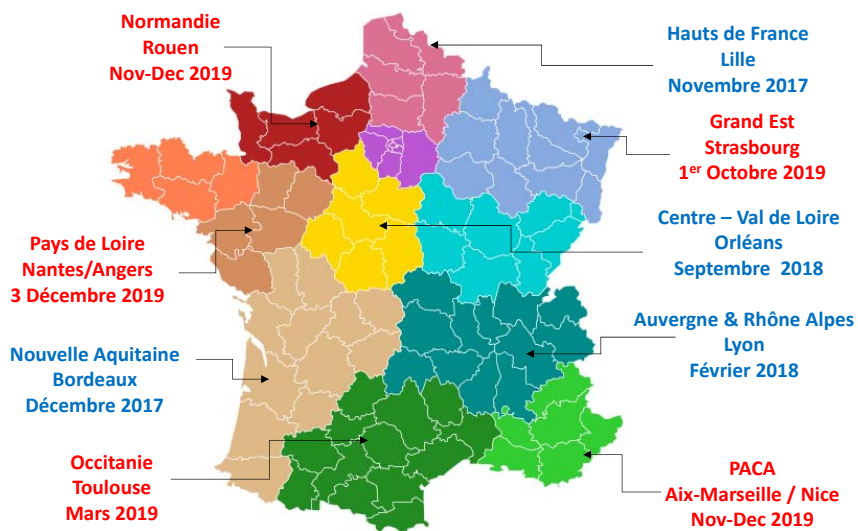 Normandie
Rouen
Nov-Dec 2019
Hauts de France
Lille
Novembre 2017
Grand Est
Strasbourg
1er Octobre 2019
Pays de Loire
Nantes/Angers
3 Décembre 2019
Centre – Val de Loire
Orléans
Septembre 2018
Nouvelle Aquitaine
Bordeaux
Décembre 2017
Auvergne & Rhône Alpes
Lyon
Février 2018
Occitanie
Toulouse
Mars 2019
PACA
Aix-Marseille / Nice
Nov-Dec 2019